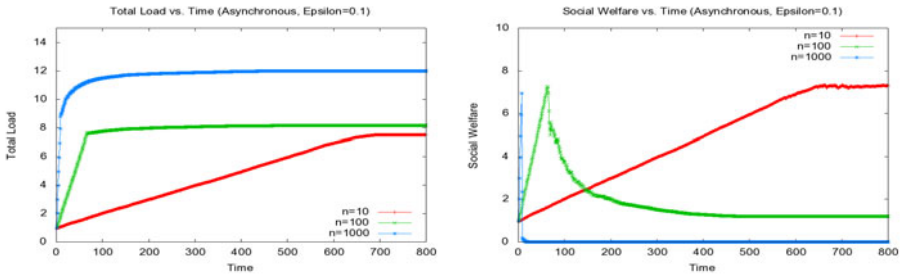 Total Load vs. Time (Asynchronous, Epsilon=0.1)
14
12
10
8
6
4
2
0
Total Load
n=10
n=100
n=1000
0 100 200 300 400 500 600 700 800
Time
Social Welfare vs. Time (Asynchronous, Epsilon=0.1)
10
8
6
4
2
0
Social Welfare
n=10
n=100
n=1000
0 100 200 300 400 500 600 700 800
Time